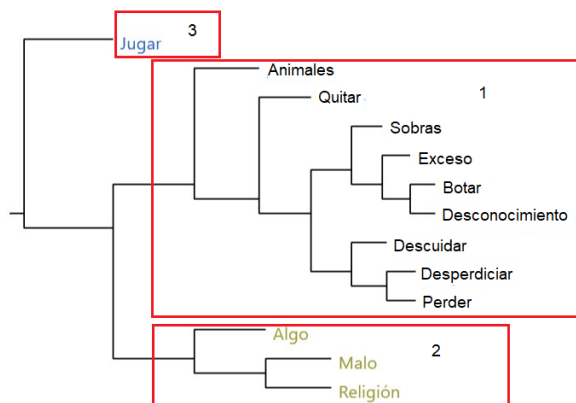 Jugar 3
Animales
Quitar 1
Sobras
Exceso
Botar
Desconocimiento
Descuidar
Desperdiciar
Perder
Algo 2
Malo
Religión